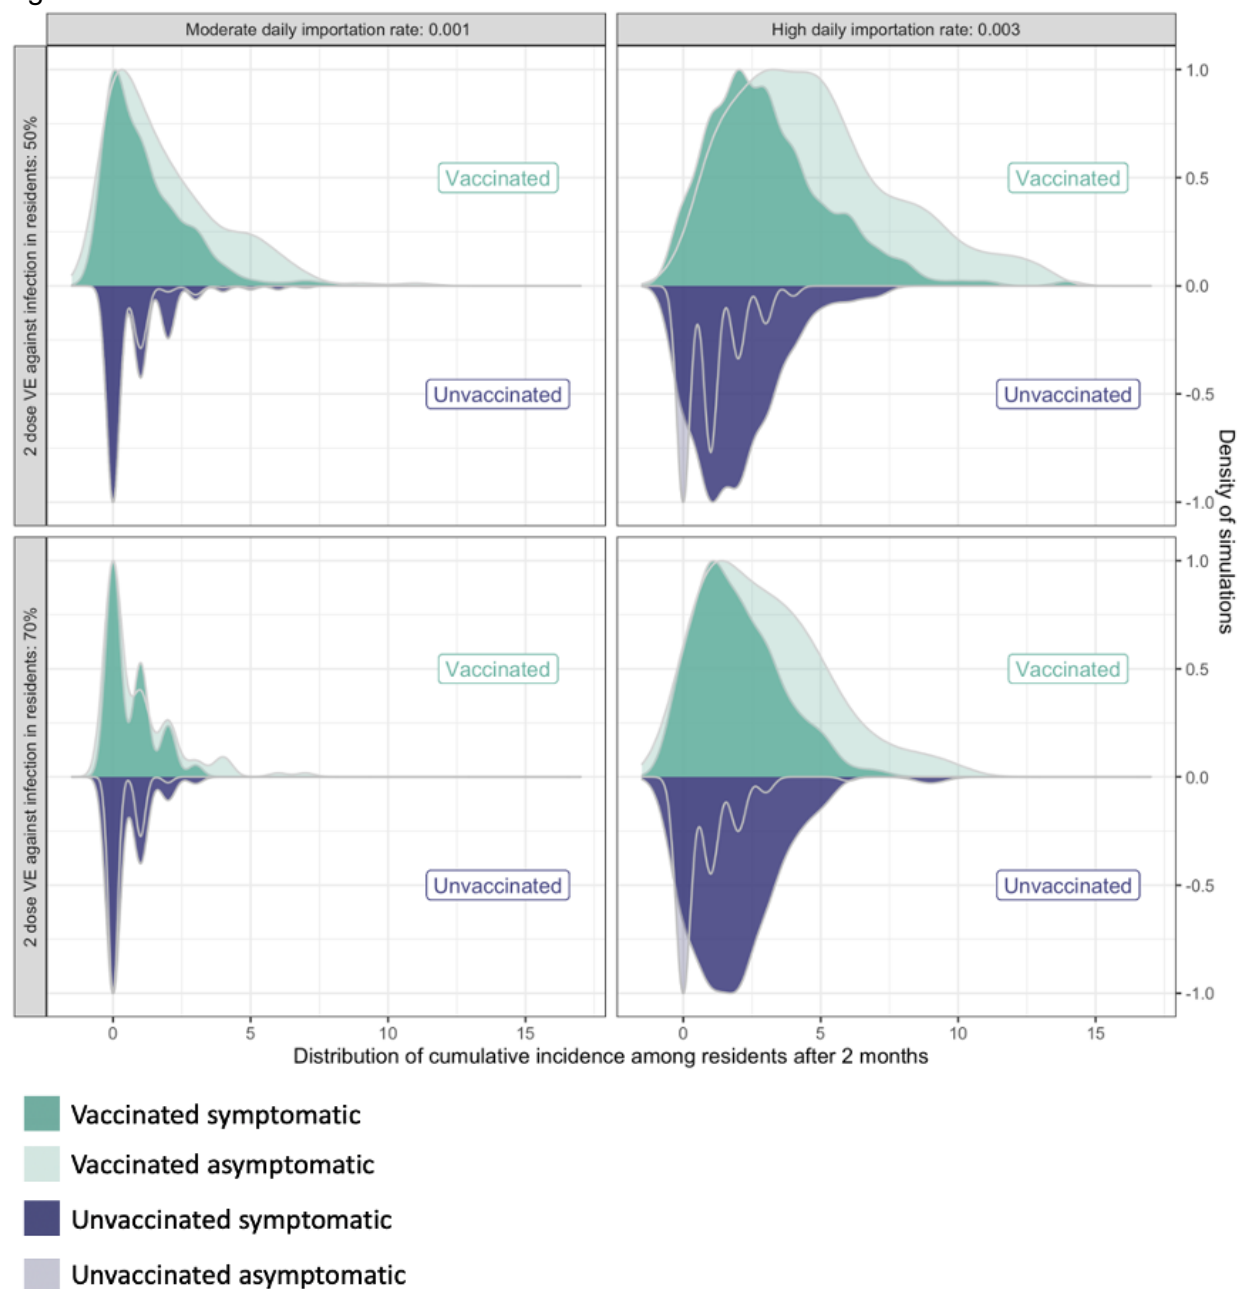 Moderate daily importation rate: 0.001
High daily importation rate: 0.003
2 dose VE against infection in residents: 50%
Vaccinated
Unvaccinated
Vaccinated
Unvaccinated
1.0
0.5
0.0
-0.5
-1.0
2 dose VE against infection in residents: 70%
Vaccinated
Unvaccinated
Vaccinated
Unvaccinated
1.0
0.5
0.0
-0.5
-1.0
Density of simulations
0 5 10 15
0 5 10 15
Distribution of cumulative incidence among residents after 2 months
Vaccinated symptomatic
Vaccinated asymptomatic
Unvaccinated symptomatic
Unvaccinated asymptomatic